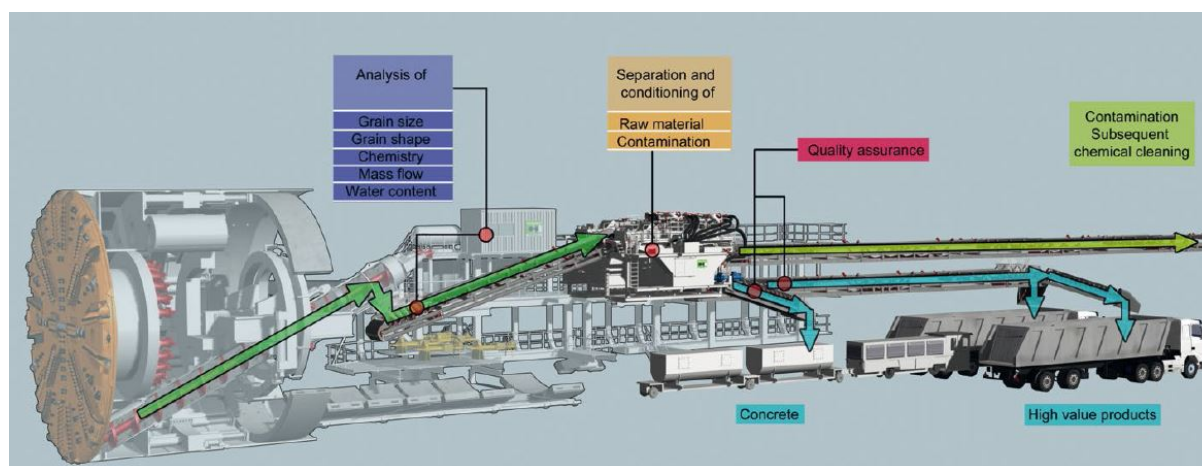 Analysis of
Grain size
Grain shape
Chemistry
Mass flow
Water content
Separation and
conditioning of
Raw material
Contamination
Quality assurance
Contamination
Subsequent
chemical cleaning
Concrete
High value products